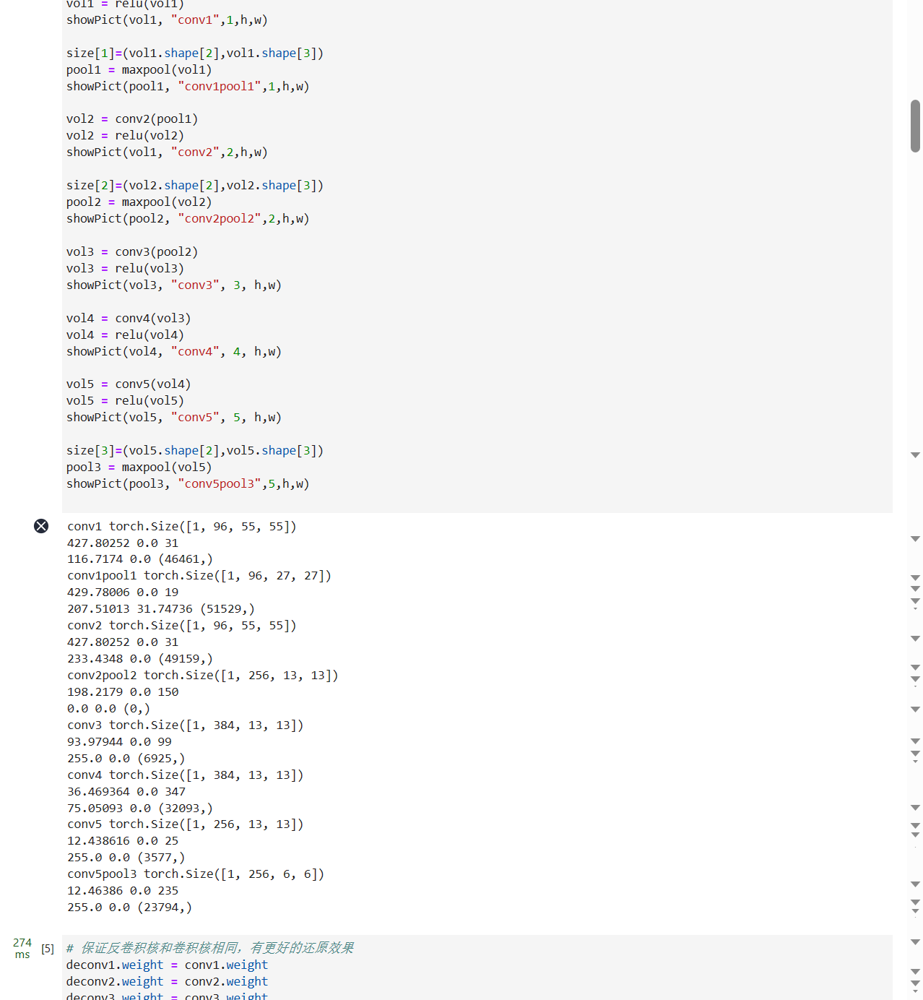 vol1 = relu(vol1)
showPict(vol1, "conv1",1,h,w)
size[1]=(vol1.shape[2],vol1.shape[3])
pool1 = maxpool(vol1)
showPict(pool1, "conv1pool1",1,h,w)
vol2 = conv2(pool1)
vol2 = relu(vol2)
showPict(vol1, "conv2",2,h,w)
size[2]=(vol2.shape[2],vol2.shape[3])
pool2 = maxpool(vol2)
showPict(pool2, "conv2pool2",2,h,w)
vol3 = conv3(pool2)
vol3 = relu(vol3)
showPict(vol3, "conv3", 3, h,w)
vol4 = conv4(vol3)
vol4 = relu(vol4)
showPict(vol4, "conv4", 4, h,w)
vol5 = conv5(vol4)
vol5 = relu(vol5)
showPict(vol5, "conv5", 5, h,w)
size[3]=(vol5.shape[2],vol5.shape[3])
pool3 = maxpool(vol5)
showPict(pool3, "conv5pool3",5,h,w)
conv1 torch.Size([1, 96, 55, 55])
427.80252 0.0 31
116.7174 0.0 (46461,)
conv1pool1 torch.Size([1, 96, 27, 27])
429.78006 0.0 19
207.51013 31.74736 (51529,)
conv2 torch.Size([1, 96, 55, 55])
427.80252 0.0 31
233.4348 0.0 (49159,)
conv2pool2 torch.Size([1, 256, 13, 13])
198.2179 0.0 150
0.0 0.0 (0,)
conv3 torch.Size([1, 384, 13, 13])
93.97944 0.0 99
255.0 0.0 (6925,)
conv4 torch.Size([1, 384, 13, 13])
36.469364 0.0 347
75.05093 0.0 (32093,)
conv5 torch.Size([1, 256, 13, 13])
12.438616 0.0 25
255.0 0.0 (3577,)
conv5pool3 torch.Size([1, 256, 6, 6])
12.46386 0.0 235
255.0 0.0 (23794,)
274 ms [5] # 保证反卷积核和卷积核相同，有更好的还原效果
deconv1.weight = conv1.weight
deconv2.weight = conv2.weight
deconv3.weight = conv3.weight